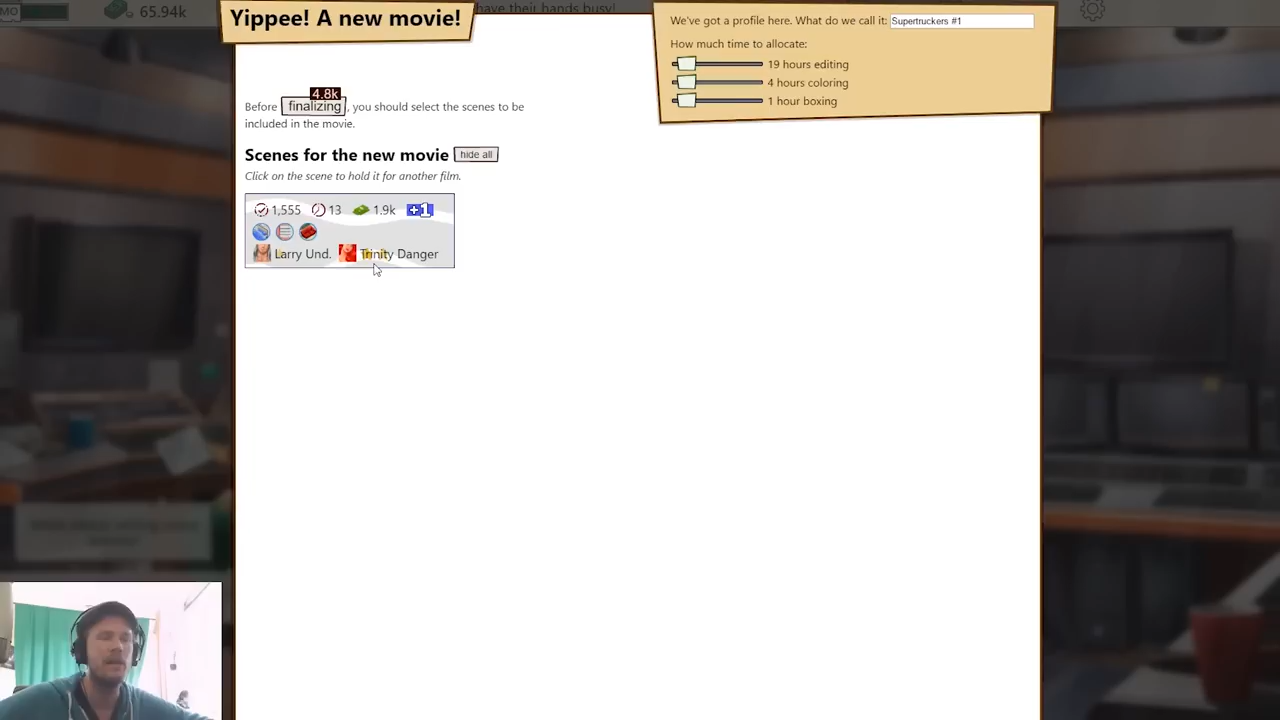 MO
65.94k
have their hands busy!
Yippee! A new movie!
We've got a profile here. What do we call it: Supertruckers #1
How much time to allocate:
19 hours editing
4 hours coloring
1 hour boxing
4.8k
Before finalizing, you should select the scenes to be
included in the movie.
Scenes for the new movie hide all
Click on the scene to hold it for another film.
1,555 13 1.9k +1
Larry Und. Trinity Danger